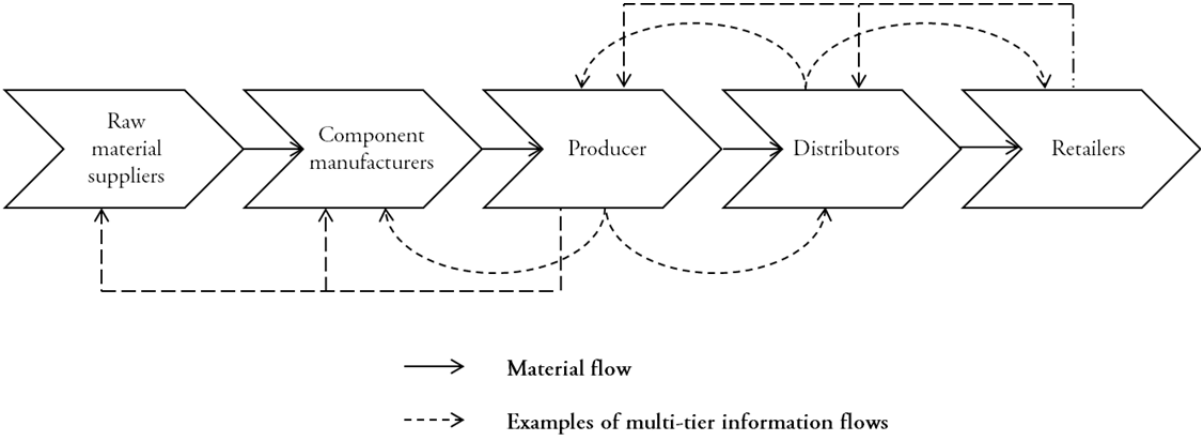 Raw
material
suppliers
Component
manufacturers
Producer
Distributors
Retailers
Material flow
Examples of multi-tier information flows